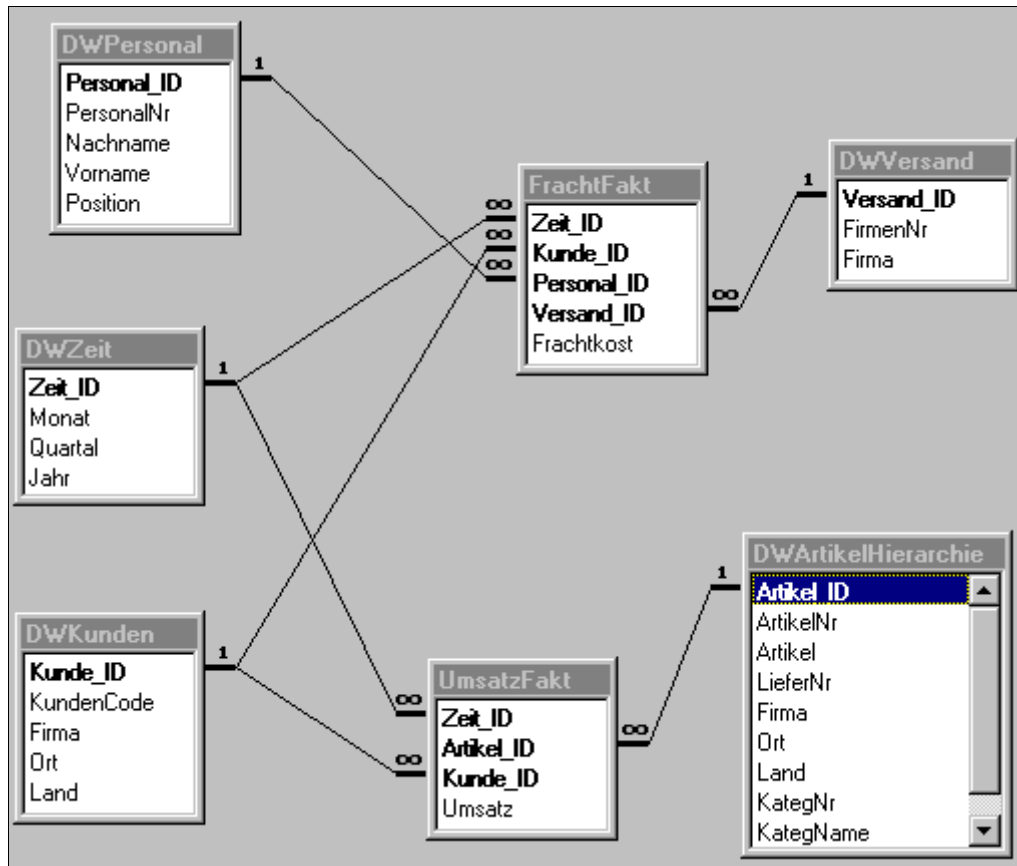 DWPersonal
Personal_ID
PersonalNr
Nachname
Vorname
Position
1
FrachtFakt
Zeit_ID
Kunde_ID
Personal_ID
Versand_ID
Frachtkost
∞
∞
∞
∞
DWVersand
Versand_ID
FirmenNr
Firma
1
DWZeit
Zeit_ID
Monat
Quartal
Jahr
1
DWKunden
Kunde_ID
KundenCode
Firma
Ort
Land
1
UmsatzFakt
Zeit_ID
Artikel_ID
Kunde_ID
Umsatz
∞
∞
∞
DWArtikelHierarchie
Artikel_ID
ArtikelNr
Artikel
LieferNr
Firma
Ort
Land
KategNr
KategName
1